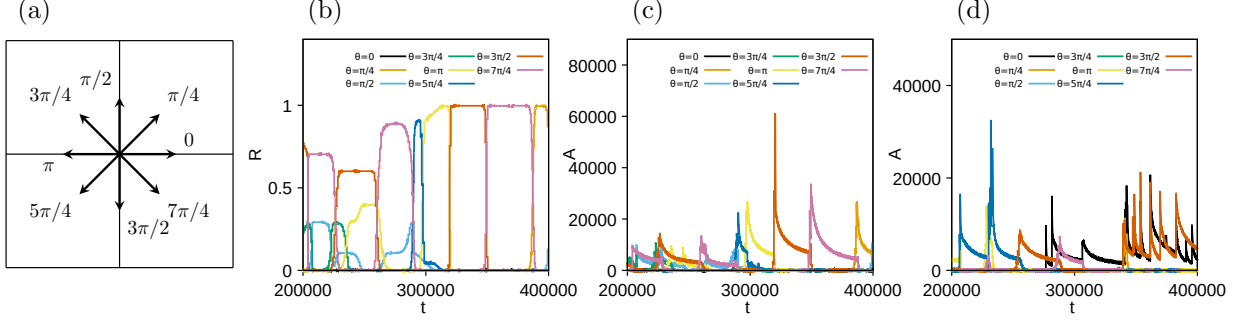 (a)
(b)
(c)
(d)
π/2
3π/4
π/4
0
π
5π/4
7π/4
3π/2
θ=0 θ=3π/4 θ=3π/2
θ=π/4 θ=π θ=7π/4
θ=π/2 θ=5π/4
R
1
0.5
0
200000 300000 400000
t
θ=0 θ=3π/4 θ=3π/2
θ=π/4 θ=π θ=7π/4
θ=π/2 θ=5π/4
A
80000
60000
40000
20000
0
200000 300000 400000
t
θ=0 θ=3π/4 θ=3π/2
θ=π/4 θ=π θ=7π/4
θ=π/2 θ=5π/4
A
40000
20000
0
200000 300000 400000
t